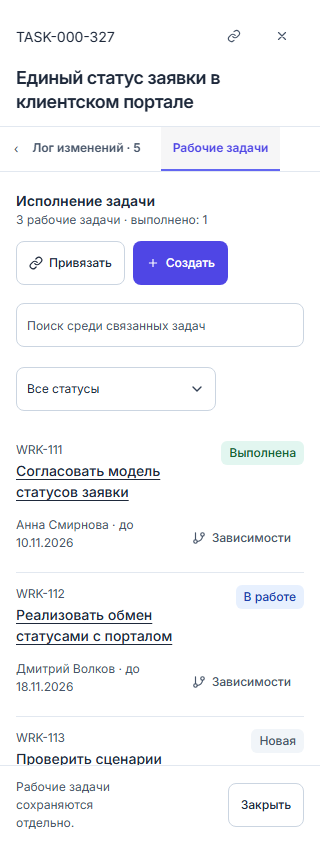 TASK-000-327
Единый статус заявки в
клиентском портале
Лог изменений · 5
Рабочие задачи
Исполнение задачи
3 рабочие задачи · выполнено: 1
Привязать
+ Создать
Поиск среди связанных задач
Все статусы
WRK-111
Выполнена
Согласовать модель
статусов заявки
Анна Смирнова · до
10.11.2026
Зависимости
WRK-112
В работе
Реализовать обмен
статусами с порталом
Дмитрий Волков · до
18.11.2026
Зависимости
WRK-113
Новая
Проверить сценарии
Рабочие задачи
сохраняются
отдельно.
Закрыть